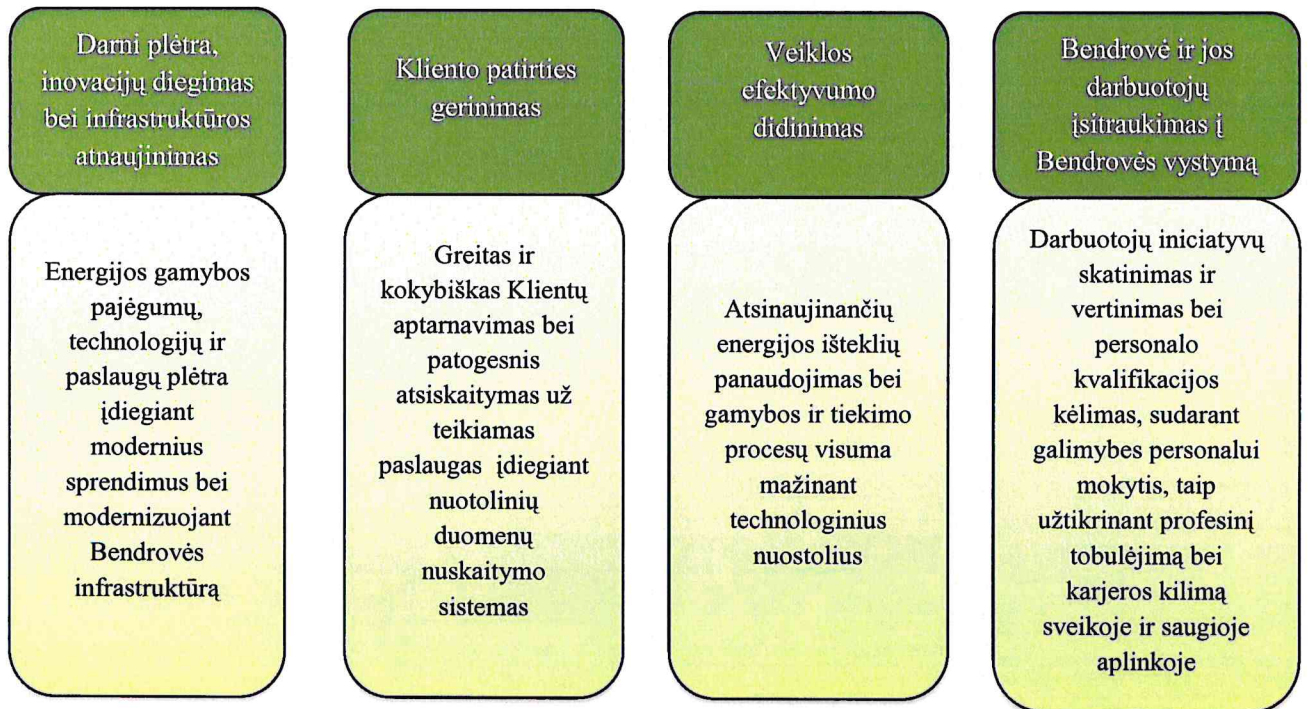 Darni plėtra,
inovacijų diegimas
bei infrastruktūros
atnaujinimas
Energijos gamybos
pajėgumų,
technologijų ir
paslaugų plėtra
įdiegiant
modernius
sprendimus bei
modernizuojant
Bendrovės
infrastruktūrą
Kliento patirties
gerinimas
Greitas ir
kokybiškas Klientų
aptarnavimas bei
patogesnis
atsiskaitymas už
teikiamas
paslaugas įdiegiant
nuotolinių
duomenų
nuskaitymo
sistemas
Veiklos
efektyvumo
didinimas
Atsinaujinančių
energijos išteklių
panaudojimas bei
gamybos ir tiekimo
procesų visuma
mažinant
technologinius
nuostolius
Bendrovė ir jos
darbuotojų
įsitraukimas į
Bendrovės vystymą
Darbuotojų iniciatyvų
skatinimas ir
vertinimas bei
personalo
kvalifikacijos
kėlimas, sudarant
galimybes personalui
mokytis, taip
užtikrinant profesinį
tobulėjimą bei
karjeros kilimą
sveikoje ir saugioje
aplinkoje